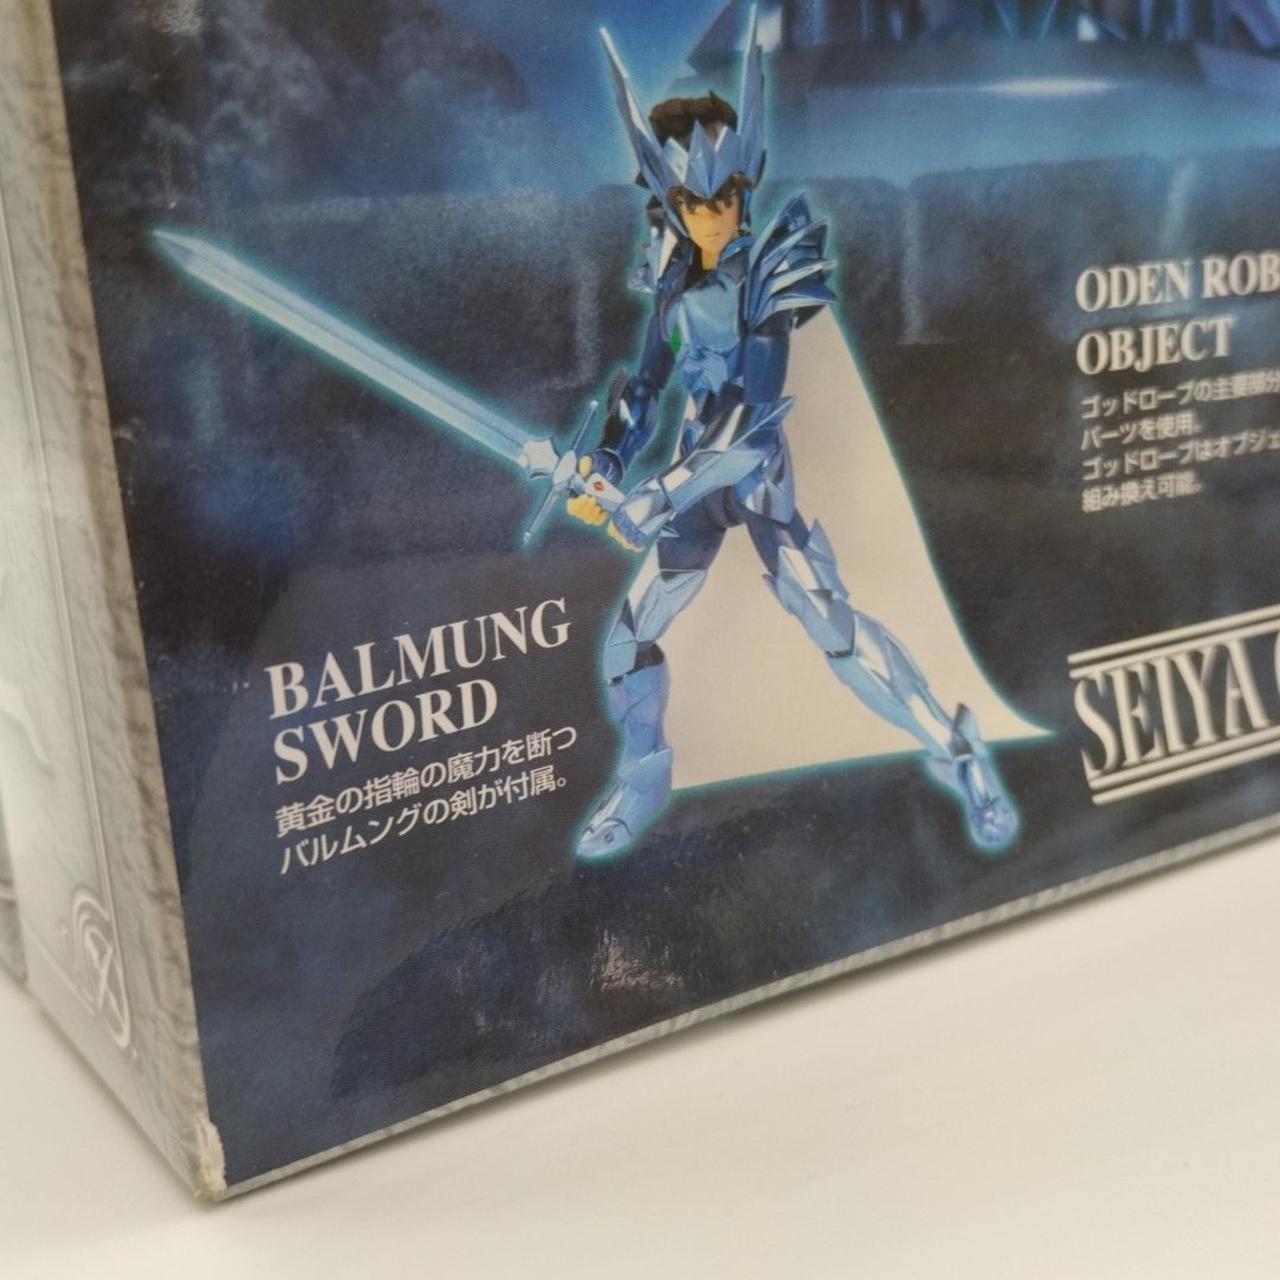 BALMUNG
SWORD
黄金の指輪の魔力を断つ
バルムングの剣が付属。
ODEN ROB
OBJECT
ゴッドローブの主要部分
パーツを使用。
ゴッドローブはオブジェ
組み換え可能。
SEIYA